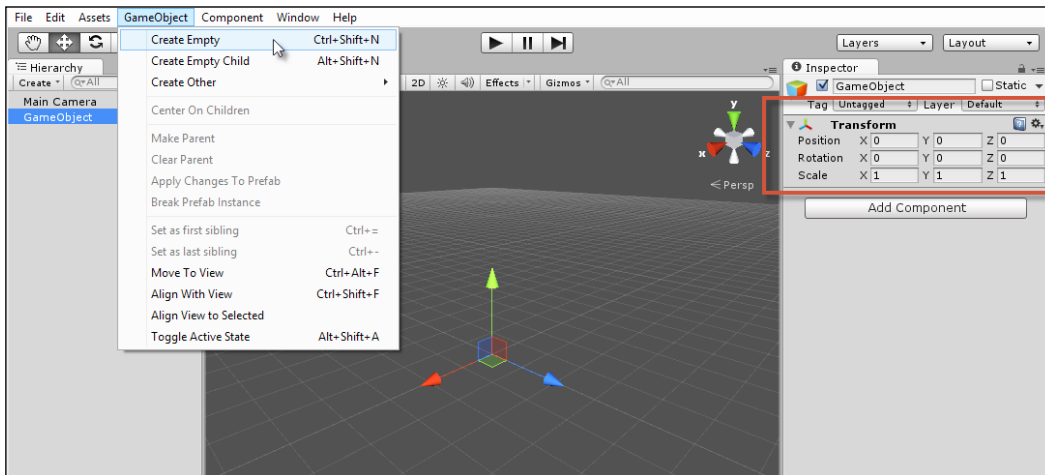 File Edit Assets GameObject Component Window Help
Layers Layout
Hierarchy
Create All
Main Camera
GameObject
Create Empty Ctrl+Shift+N
Create Empty Child Alt+Shift+N
Create Other
Center On Children
Make Parent
Clear Parent
Apply Changes To Prefab
Break Prefab Instance
Set as first sibling Ctrl+=
Set as last sibling Ctrl+-
Move To View Ctrl+Alt+F
Align With View Ctrl+Shift+F
Align View to Selected
Toggle Active State Alt+Shift+A
2D Effects Gizmos All
y
x z
Persp
Inspector
GameObject Static
Tag Untagged Layer Default
Transform
Position X 0 Y 0 Z 0
Rotation X 0 Y 0 Z 0
Scale X 1 Y 1 Z 1
Add Component